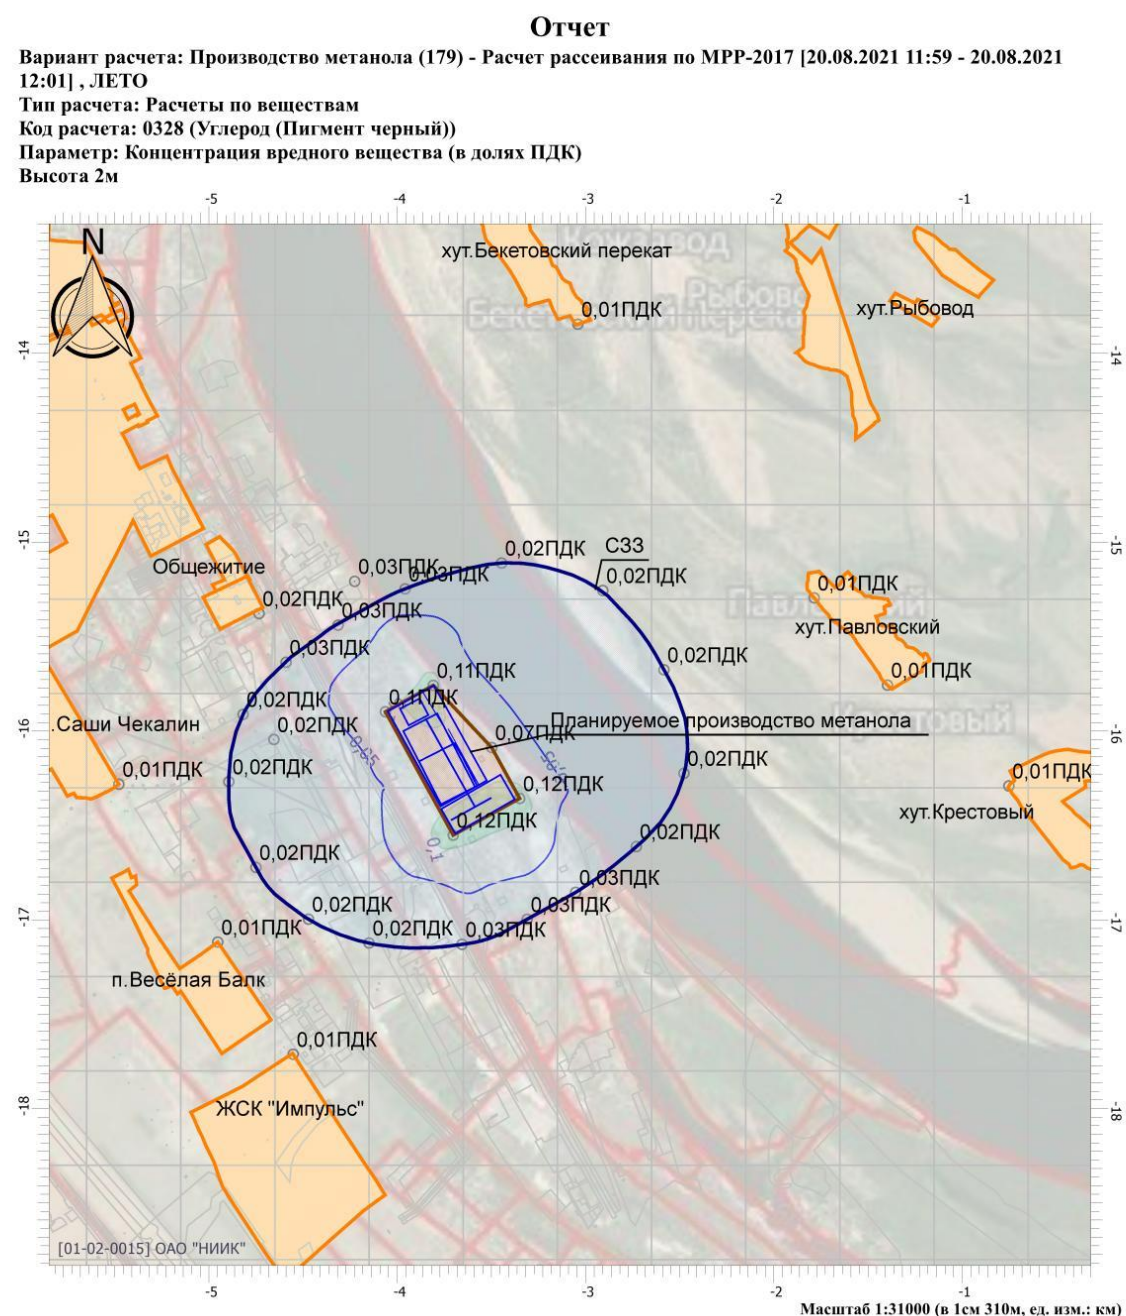 Отчет
Вариант расчета: Производство метанола (179) - Расчет рассеивания по МРР-2017 [20.08.2021 11:59 - 20.08.2021
12:01] , ЛЕТО
Тип расчета: Расчеты по веществам
Код расчета: 0328 (Углерод (Пигмент черный))
Параметр: Концентрация вредного вещества (в долях ПДК)
Высота 2м
-5 -4 -3 -2 -1
N
Кожзавод
хут.Бекетовский перекат
0,01ПДК
хут.Рыбовод
-14 -14
-15 -15
0,02ПДК
СЗЗ
Общежитие
0,03ПДК
0,03ПДК
0,02ПДК
0,01ПДК
0,02ПДК
0,03ПДК
хут.Павловский
0,03ПДК
0,02ПДК
0,01ПДК
0,11ПДК
0,02ПДК
0,1ПДК
.Саши Чекалин
0,02ПДК
Планируемое производство метанола
-16 -16
0,07ПДК
0,05
0,05
0,01ПДК
0,02ПДК
0,02ПДК
0,01ПДК
0,12ПДК
хут.Крестовый
0,12ПДК
0,02ПДК
0,1
0,02ПДК
0,03ПДК
0,02ПДК
0,03ПДК
-17 -17
0,01ПДК
0,02ПДК
0,03ПДК
п.Весёлая Балк
0,01ПДК
ЖСК "Импульс"
-18 -18
[01-02-0015] ОАО "НИИК"
-5 -4 -3 -2 -1
Масштаб 1:31000 (в 1см 310м, ед. изм.: км)